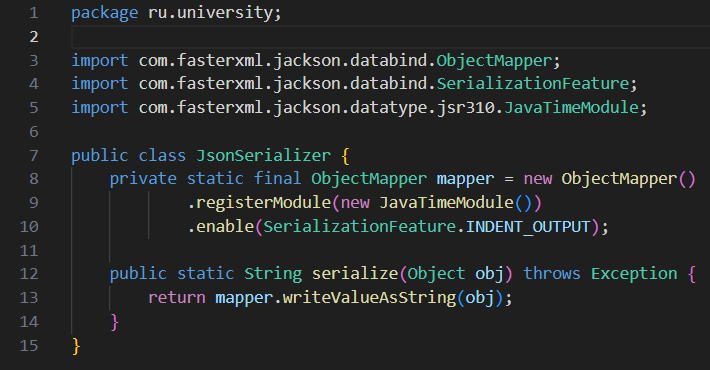 1 package ru.university;
2
3 import com.fasterxml.jackson.databind.ObjectMapper;
4 import com.fasterxml.jackson.databind.SerializationFeature;
5 import com.fasterxml.jackson.datatype.jsr310.JavaTimeModule;
6
7 public class JsonSerializer {
8     private static final ObjectMapper mapper = new ObjectMapper()
9             .registerModule(new JavaTimeModule())
10             .enable(SerializationFeature.INDENT_OUTPUT);
11
12     public static String serialize(Object obj) throws Exception {
13         return mapper.writeValueAsString(obj);
14     }
15 }